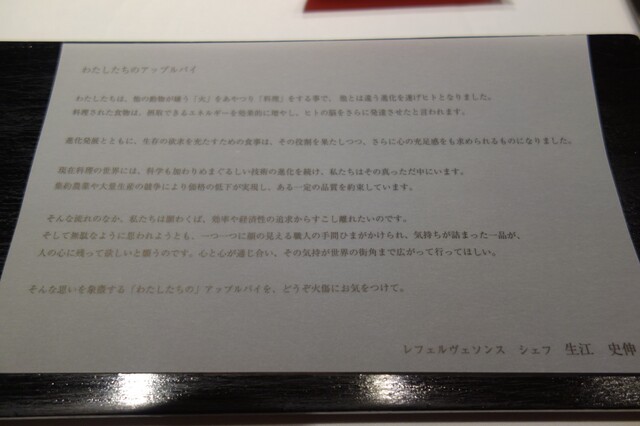 わたしたちのアップルパイ
わたしたちは、他の動物が嫌う「火」をあやつり「料理」をする事で、他とは違う進化を遂げヒトとなりました。
料理された食物は、摂取できるエネルギーを効果的に増やし、ヒトの脳をさらに発達させたと言われます。
進化発展とともに、生存の欲求を充たすための食事は、その役割を果たしつつ、さらに心の充足感をも求められるものになりました。
現在料理の世界には、科学も加わりめまぐるしい技術の進化を続け、私たちはその真っただ中にいます。
集約農業や大量生産の競争により価格の低下が実現し、ある一定の品質を約束しています。
そんな流れのなか、私たちは願わくば、効率や経済性の追求からすこし離れたいのです。
そして無駄なように思われようとも、一つ一つに顔の見える職人の手間ひまがかけられ、気持ちが詰まった一品が、
人の心に残って欲しいと願うのです。心と心が通じ合い、その気持が世界の街角まで広がって行ってほしい。
そんな思いを象徴する「わたしたちの」アップルパイを、どうぞ火傷にお気をつけて。
レフェルヴェソンス シェフ 生江 史伸